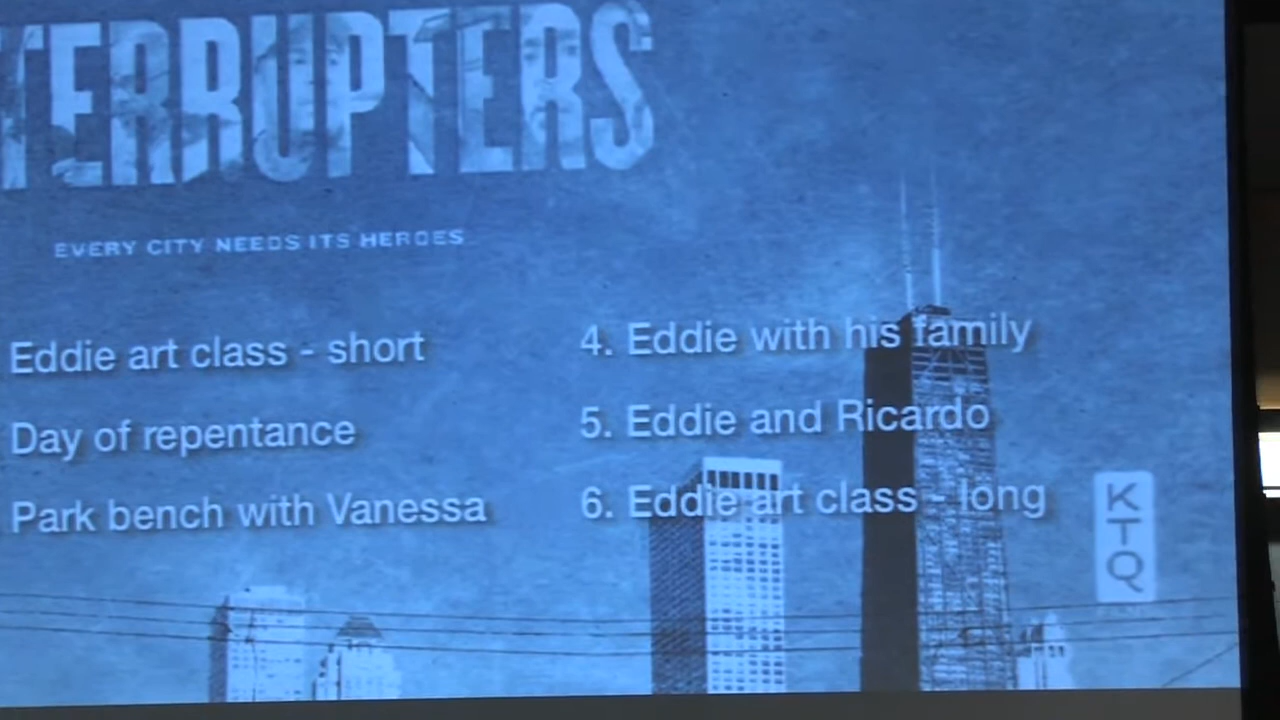 TERRUPTERS
EVERY CITY NEEDS ITS HEROES
Eddie art class - short
Day of repentance
Park bench with Vanessa
4. Eddie with his family
5. Eddie and Ricardo
6. Eddie art class - long
KTQ